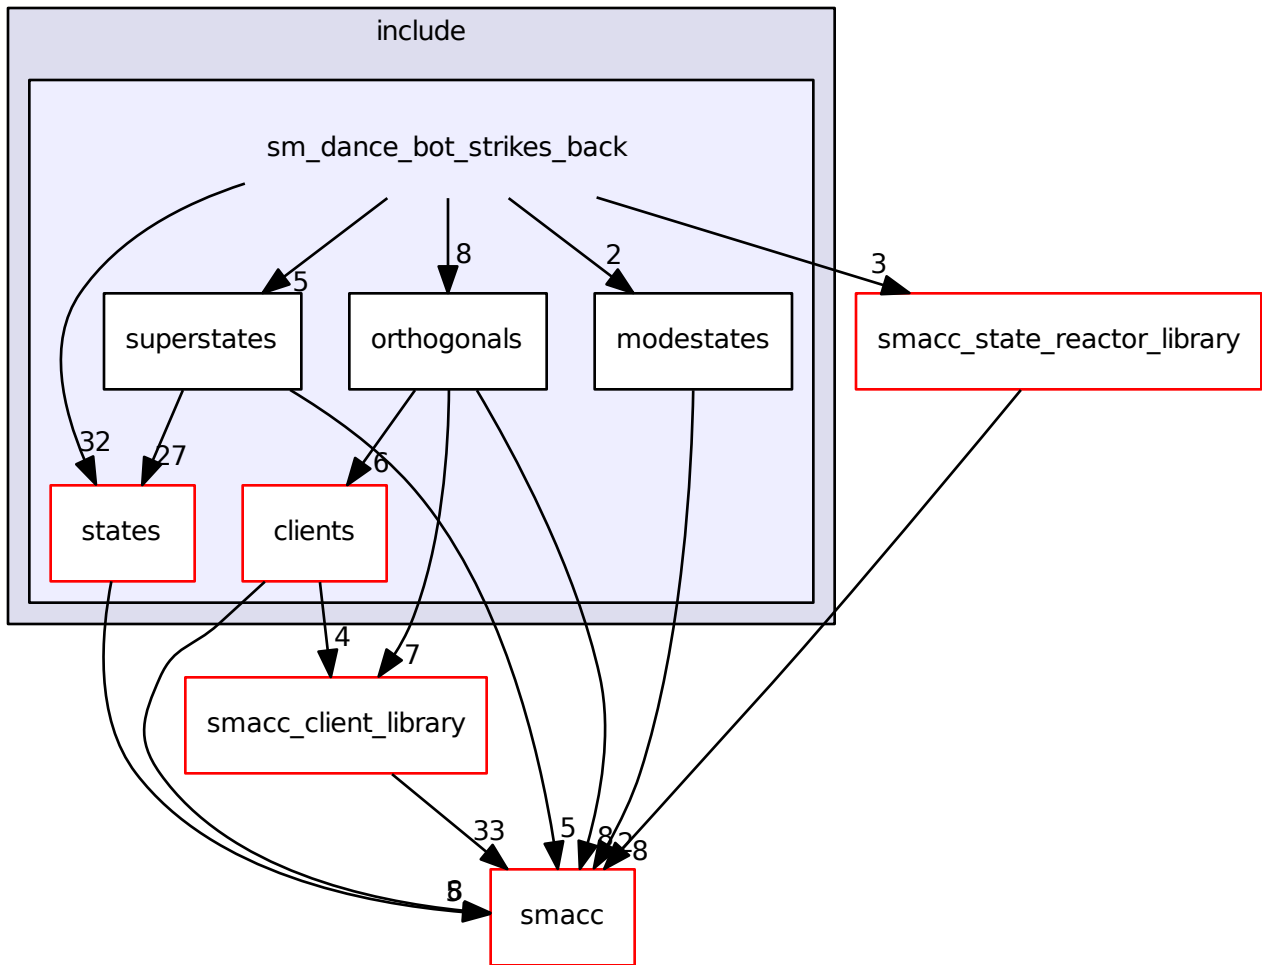 include
sm_dance_bot_strikes_back
5
8
2
3
superstates
orthogonals
modestates
smacc_state_reactor_library
32
27
6
states
clients
4
7
smacc_client_library
33
5
8
2
8
smacc